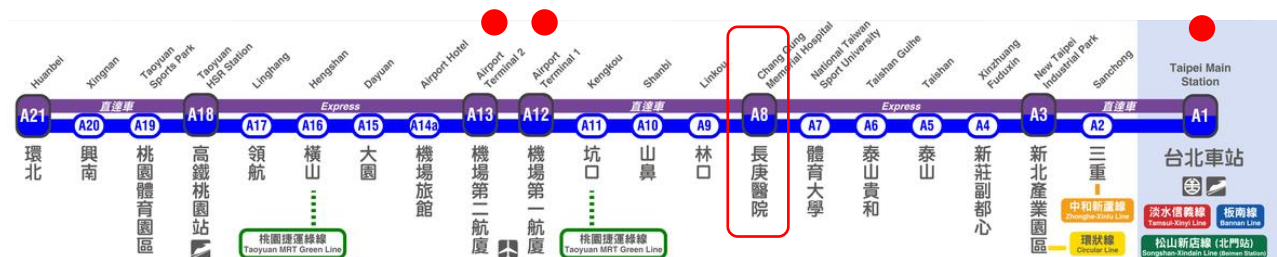 Huanbei
Xingnan
Taoyuan
Sports Park
Taoyuan
HSR Station
Linghang
Hengshan
Dayuan
Airport Hotel
Airport
Terminal 2
Airport
Terminal 1
Kengkou
Shanbi
Linkou
Chang Gung
Memorial Hospital
National Taiwan
Sport University
Taishan Guihe
Taishan
Xinzhuang
Fuduxin
New Taipei
Industrial Park
Sanchong
Taipei Main
Station
直達車 Express 直達車 Express 直達車
A21 A20 A19 A18 A17 A16 A15 A14a A13 A12 A11 A10 A9 A8 A7 A6 A5 A4 A3 A2 A1
環北
興南
桃園體育園區
高鐵桃園站
領航
橫山
大園
機場旅館
機場第二航廈
機場第一航廈
坑口
山鼻
林口
長庚醫院
體育大學
泰山貴和
泰山
新莊副都心
新北產業園區
三重
台北車站
桃園捷運綠線
Taoyuan MRT Green Line
桃園捷運綠線
Taoyuan MRT Green Line
中和新蘆線
Zhonghe-Xinlu Line
環狀線
Circular Line
淡水信義線
Tamsui-Xinyi Line
板南線
Bannan Line
松山新店線 (北門站)
Songshan-Xindain Line (Beimen Station)